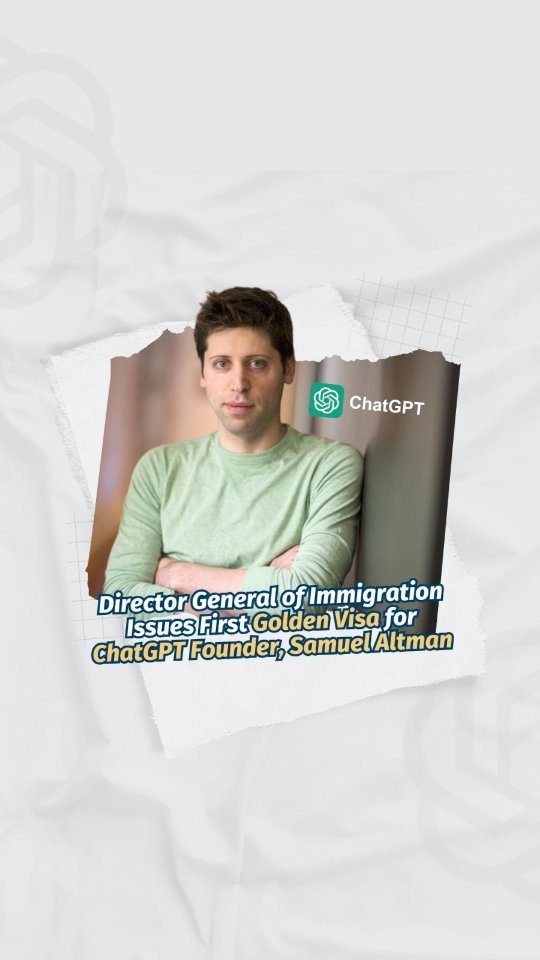 ChatGPT
Director General of Immigration
Issues First Golden Visa for
ChatGPT Founder, Samuel Altman